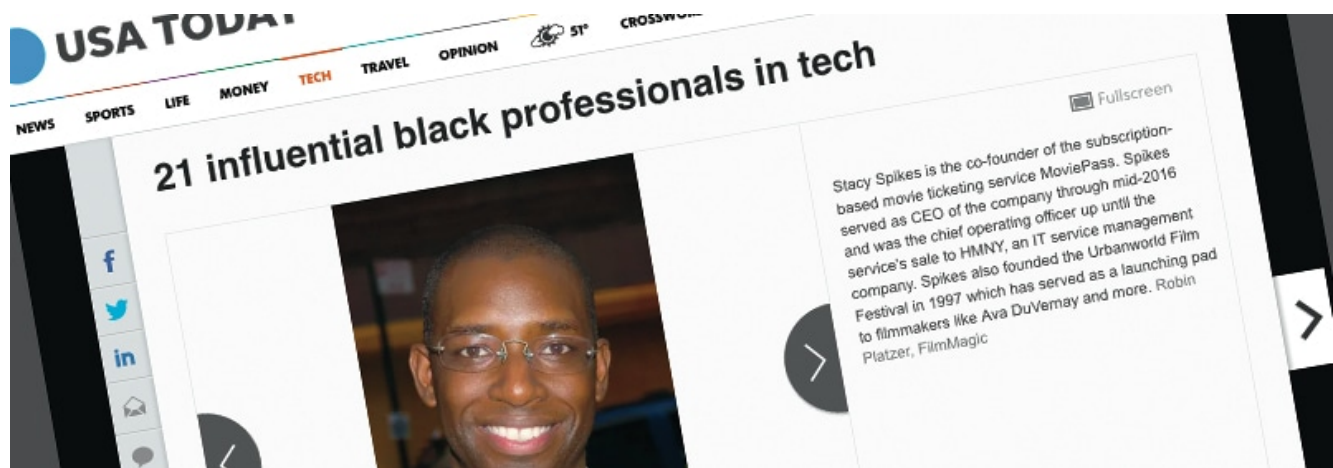 USA TODAY
NEWS SPORTS LIFE MONEY TECH TRAVEL OPINION 51° CROSSWOR
21 influential black professionals in tech
Fullscreen
Stacy Spikes is the co-founder of the subscription-
based movie ticketing service MoviePass. Spikes
served as CEO of the company through mid-2016
and was the chief operating officer up until the
service's sale to HMNY, an IT service management
company. Spikes also founded the Urbanworld Film
Festival in 1997 which has served as a launching pad
to filmmakers like Ava DuVernay and more. Robin
Platzer, FilmMagic
f
in